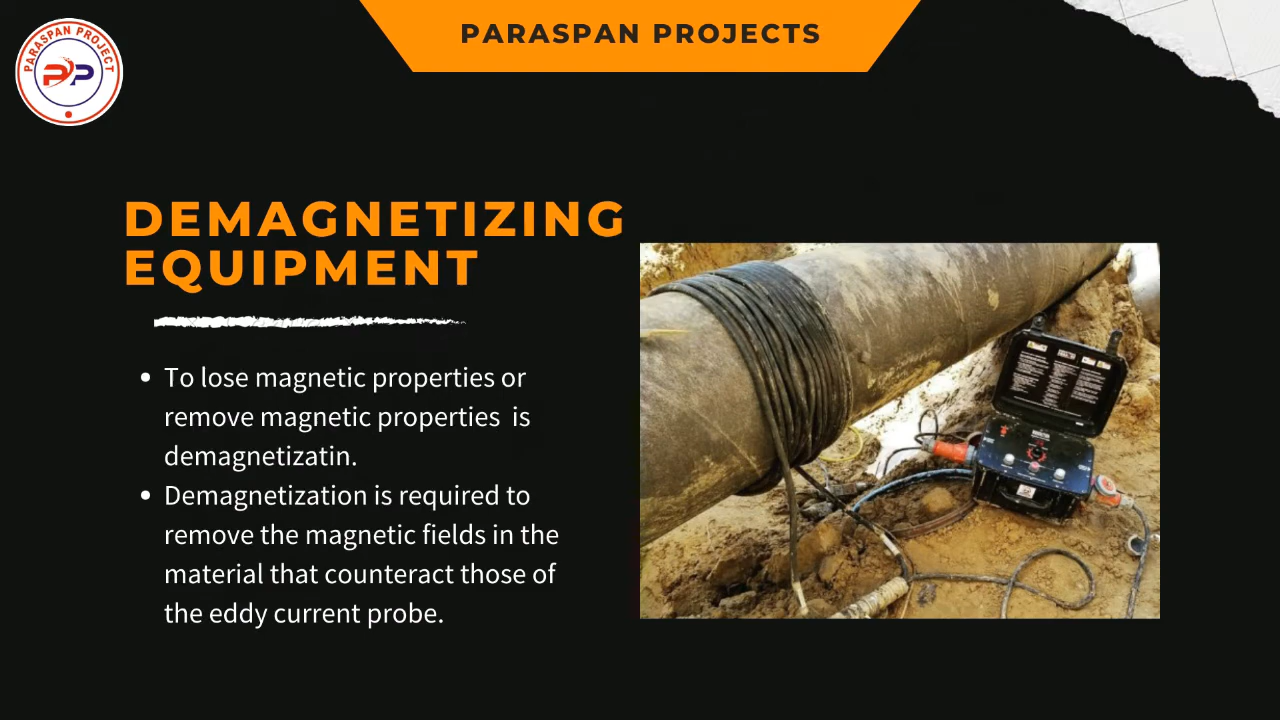 PARASPAN PROJECT
PP
PARASPAN PROJECTS
DEMAGNETIZING
EQUIPMENT
• To lose magnetic properties or
remove magnetic properties  is
demagnetizatin.
• Demagnetization is required to
remove the magnetic fields in the
material that counteract those of
the eddy current probe.